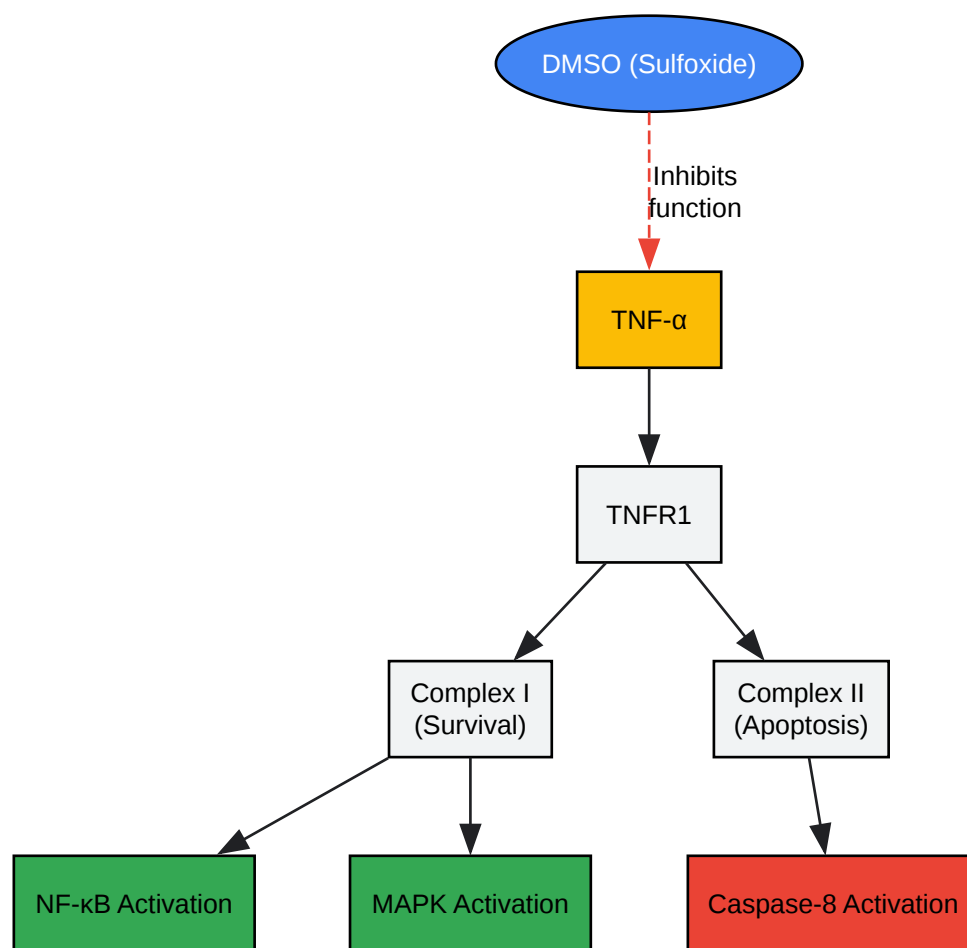 DMSO (Sulfoxide)
Inhibits
function
TNF-α
TNFR1
Complex I
(Survival)
Complex II
(Apoptosis)
NF-κB Activation
MAPK Activation
Caspase-8 Activation